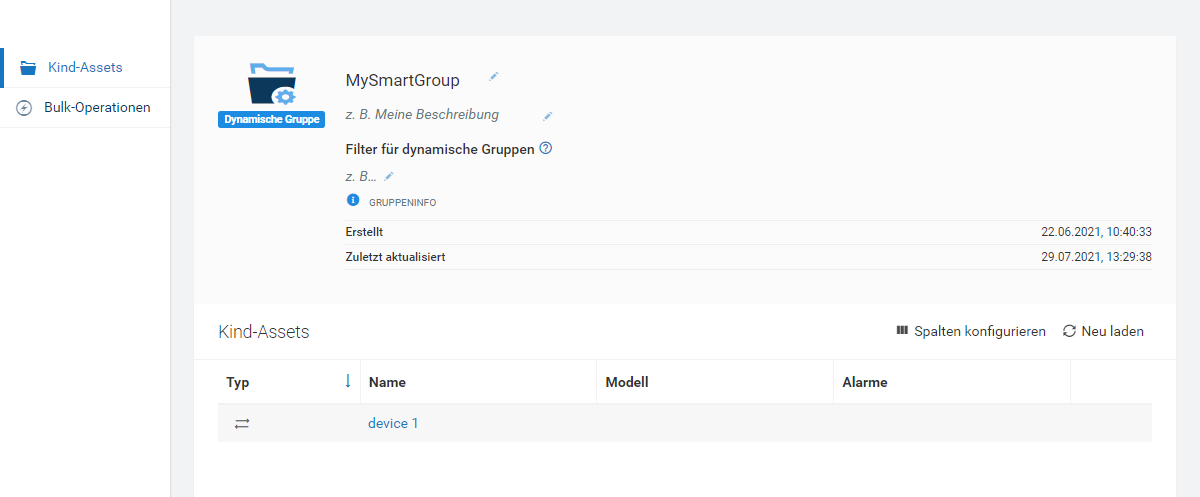 Kind-Assets
Bulk-Operationen
Dynamische Gruppe
MySmartGroup
z. B. Meine Beschreibung
Filter für dynamische Gruppen
z. B...
GRUPPENINFO
Erstellt 22.06.2021, 10:40:33
Zuletzt aktualisiert 29.07.2021, 13:29:38
Kind-Assets Spalten konfigurieren Neu laden
Typ Name Modell Alarme
device 1